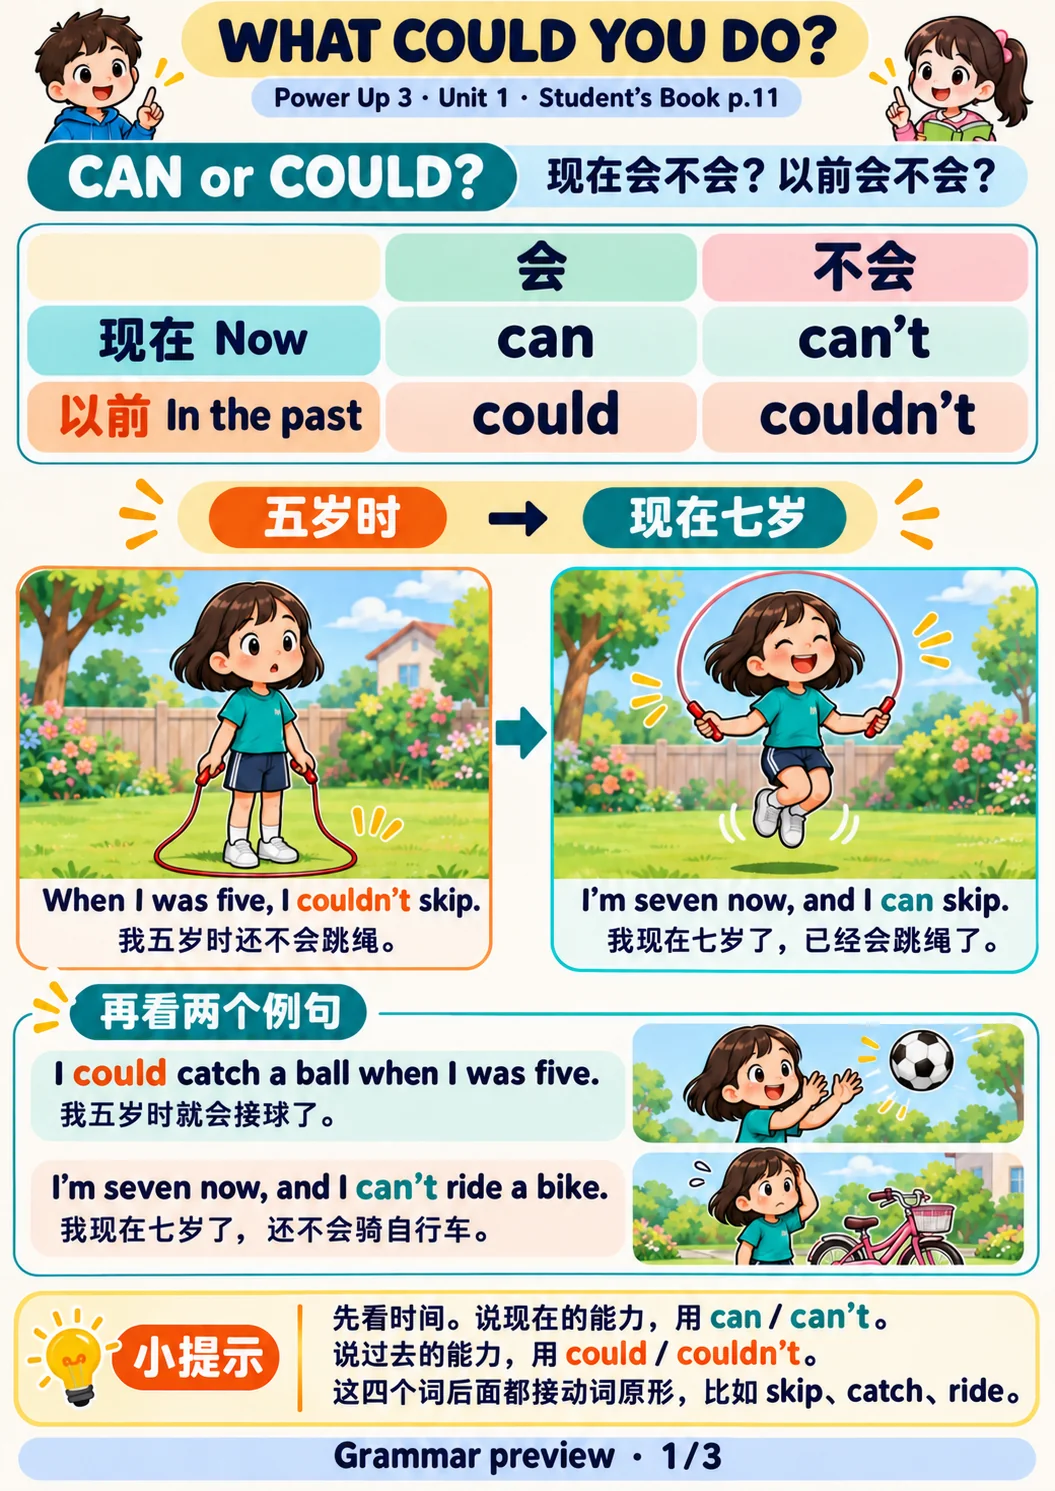 WHAT COULD YOU DO?
Power Up 3 · Unit 1 · Student's Book p.11
CAN or COULD?
现在会不会？以前会不会？
会
不会
现在 Now
can
can't
以前 In the past
could
couldn't
五岁时
现在七岁
When I was five, I couldn't skip.
我五岁时还不会跳绳。
I'm seven now, and I can skip.
我现在七岁了，已经会跳绳了。
再看两个例句
I could catch a ball when I was five.
我五岁时就会接球了。
I'm seven now, and I can't ride a bike.
我现在七岁了，还不会骑自行车。
小提示
先看时间。说现在的能力，用 can / can't。
说过去的能力，用 could / couldn't。
这四个词后面都接动词原形，比如 skip、catch、ride。
Grammar preview · 1/3